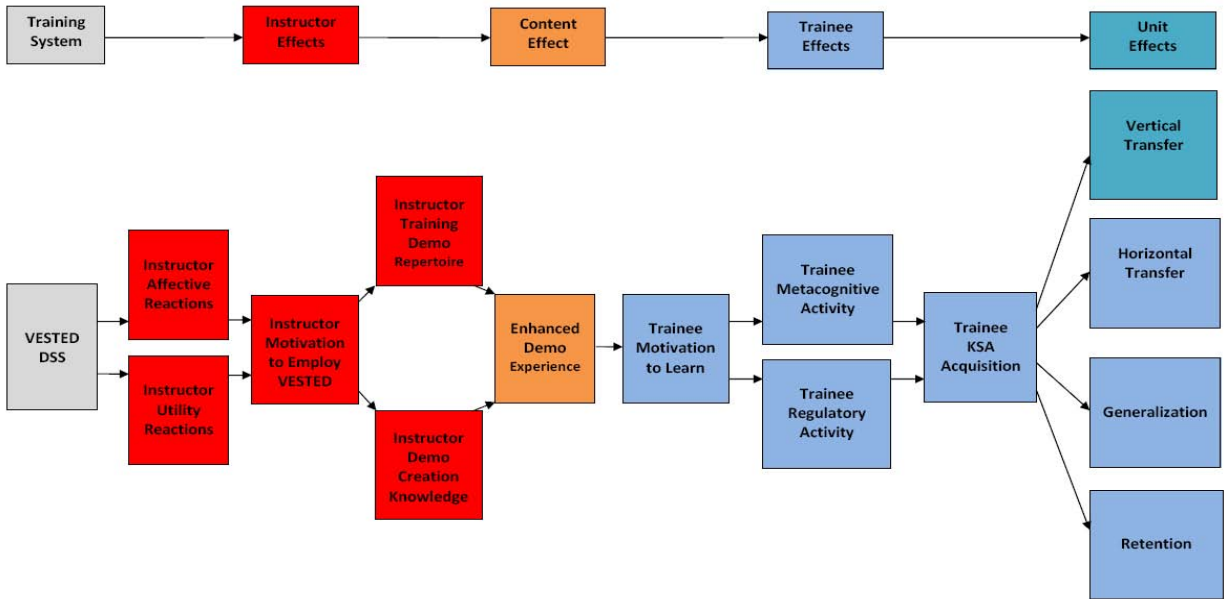 Training
System
Instructor
Effects
Content
Effect
Trainee
Effects
Unit
Effects
VESTED
DSS
Instructor
Affective
Reactions
Instructor
Utility
Reactions
Instructor
Motivation
to Employ
VESTED
Instructor
Training
Demo
Repertoire
Instructor
Demo
Creation
Knowledge
Enhanced
Demo
Experience
Trainee
Motivation
to Learn
Trainee
Metacognitive
Activity
Trainee
Regulatory
Activity
Trainee
KSA
Acquisition
Vertical
Transfer
Horizontal
Transfer
Generalization
Retention